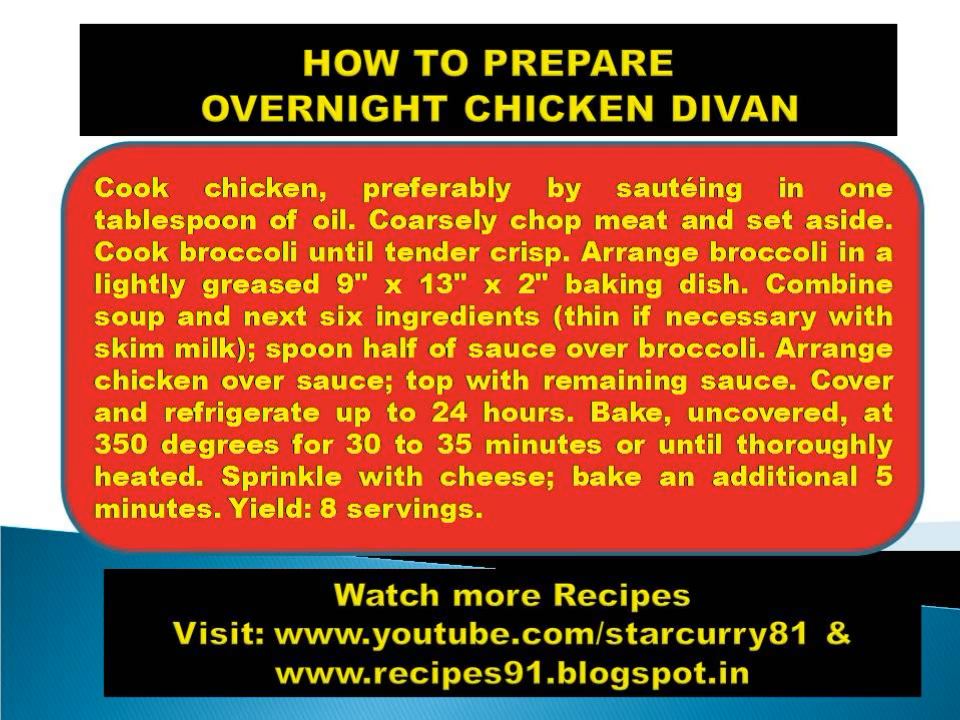 HOW TO PREPARE
OVERNIGHT CHICKEN DIVAN
Cook chicken, preferably by sautéing in one
tablespoon of oil. Coarsely chop meat and set aside.
Cook broccoli until tender crisp. Arrange broccoli in a
lightly greased 9" x 13" x 2" baking dish. Combine
soup and next six ingredients (thin if necessary with
skim milk); spoon half of sauce over broccoli. Arrange
chicken over sauce; top with remaining sauce. Cover
and refrigerate up to 24 hours. Bake, uncovered, at
350 degrees for 30 to 35 minutes or until thoroughly
heated. Sprinkle with cheese; bake an additional 5
minutes. Yield: 8 servings.
Watch more Recipes
Visit: www.youtube.com/starcurry81 &
www.recipes91.blogspot.in